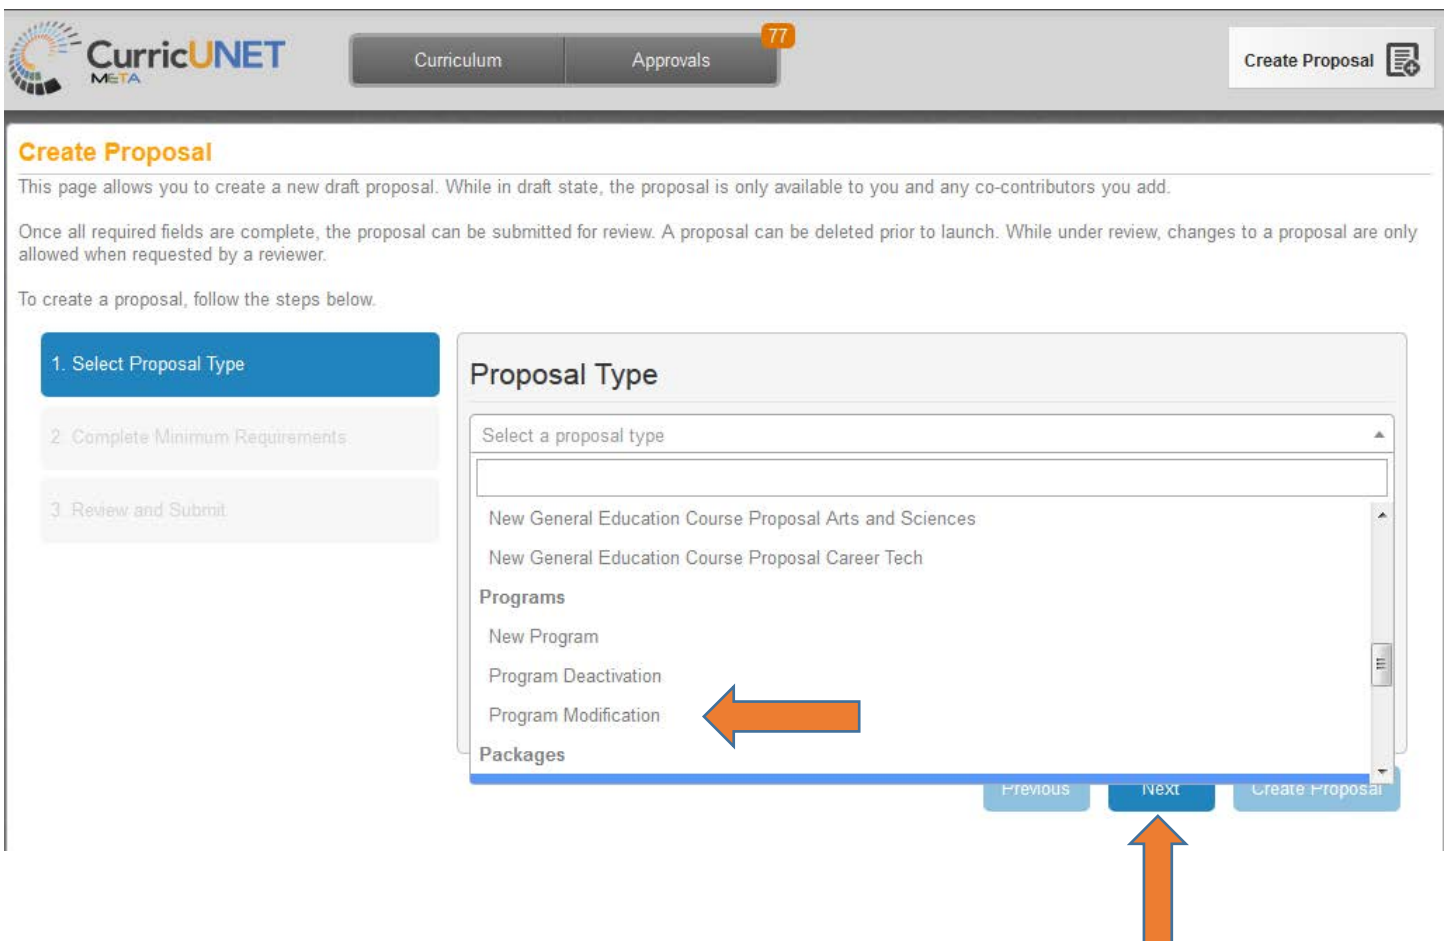 CurricUNET
META
Curriculum
Approvals
77
Create Proposal
Create Proposal
This page allows you to create a new draft proposal. While in draft state, the proposal is only available to you and any co-contributors you add.
Once all required fields are complete, the proposal can be submitted for review. A proposal can be deleted prior to launch. While under review, changes to a proposal are only
allowed when requested by a reviewer.
To create a proposal, follow the steps below.
1. Select Proposal Type
2. Complete Minimum Requirements
3. Review and Submit
Proposal Type
Select a proposal type
New General Education Course Proposal Arts and Sciences
New General Education Course Proposal Career Tech
Programs
New Program
Program Deactivation
Program Modification
Packages
Previous
Next
Create Proposal